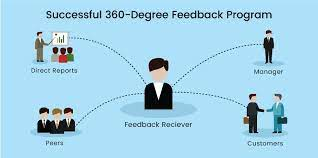 Successful 360-Degree Feedback Program
Direct Reports
Manager
Feedback Reciever
Peers
Customers